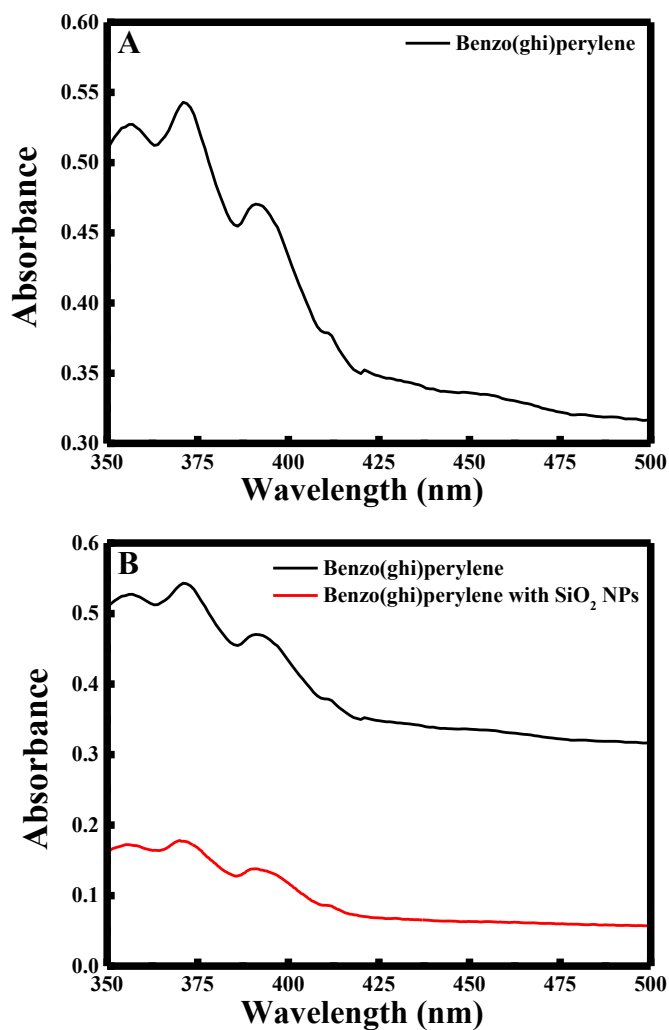 A
Benzo(ghi)perylene
0.60
0.55
0.50
0.45
0.40
0.35
0.30
Absorbance
350 375 400 425 450 475 500
Wavelength (nm)
B
Benzo(ghi)perylene
Benzo(ghi)perylene with SiO₂ NPs
0.6
0.5
0.4
0.3
0.2
0.1
0.0
Absorbance
350 375 400 425 450 475 500
Wavelength (nm)